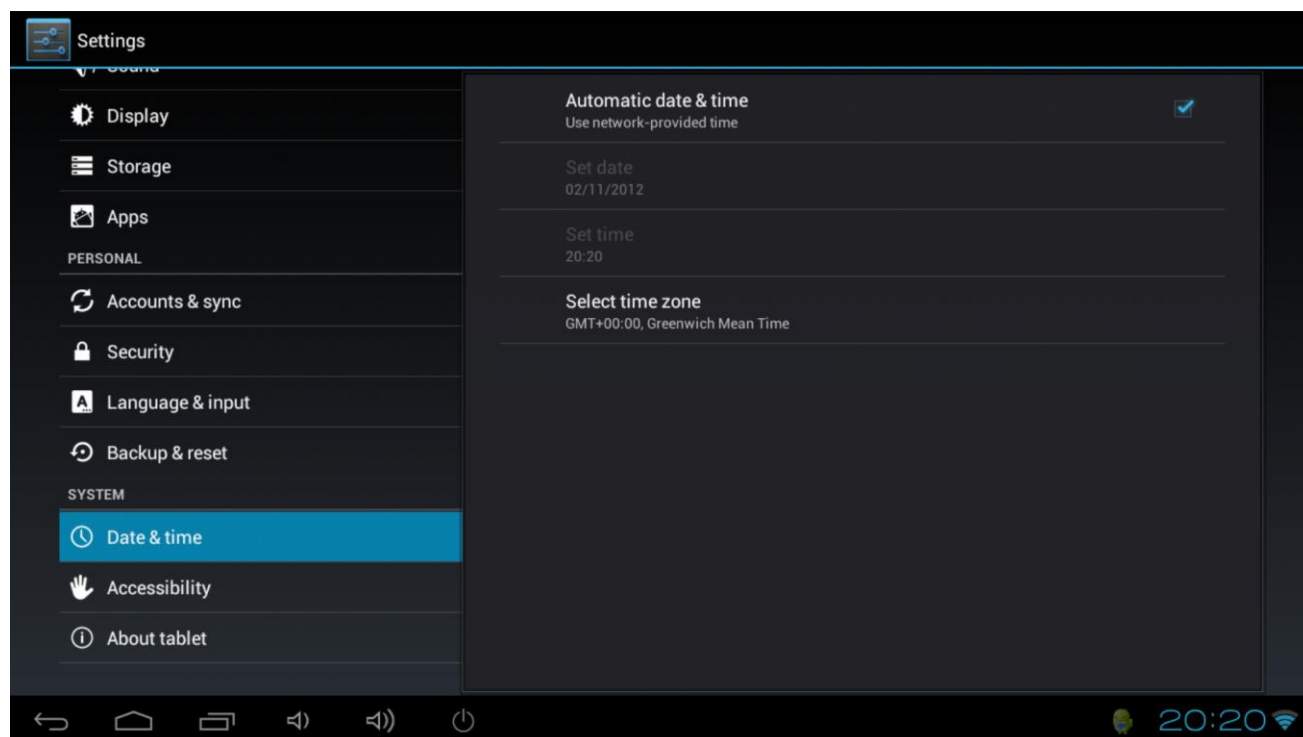 Settings
Sound
Display
Storage
Apps
PERSONAL
Accounts & sync
Security
Language & input
Backup & reset
SYSTEM
Date & time
Accessibility
About tablet
Automatic date & time
Use network-provided time
Set date
02/11/2012
Set time
20:20
Select time zone
GMT+00:00, Greenwich Mean Time
20:20